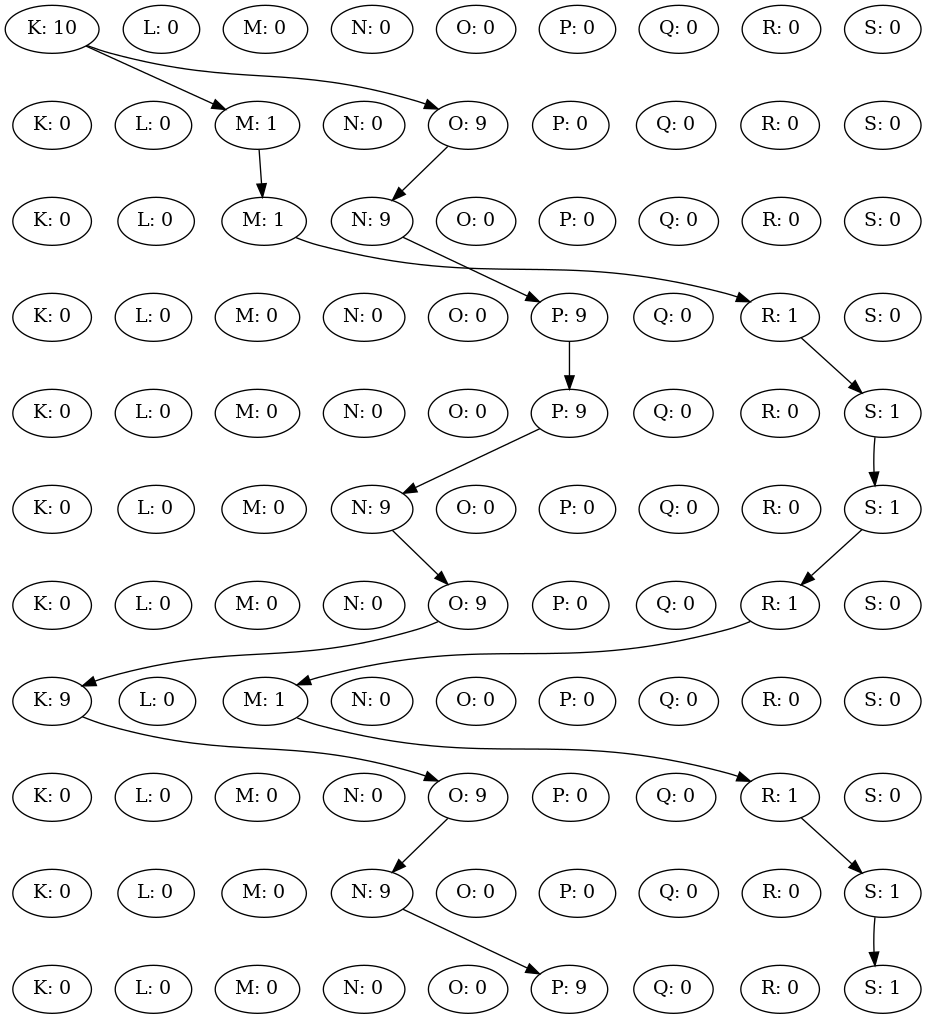 K: 10 L: 0 M: 0 N: 0 O: 0 P: 0 Q: 0 R: 0 S: 0
K: 0 L: 0 M: 1 N: 0 O: 9 P: 0 Q: 0 R: 0 S: 0
K: 0 L: 0 M: 1 N: 9 O: 0 P: 0 Q: 0 R: 0 S: 0
K: 0 L: 0 M: 0 N: 0 O: 0 P: 9 Q: 0 R: 1 S: 0
K: 0 L: 0 M: 0 N: 0 O: 0 P: 9 Q: 0 R: 0 S: 1
K: 0 L: 0 M: 0 N: 9 O: 0 P: 0 Q: 0 R: 0 S: 1
K: 0 L: 0 M: 0 N: 0 O: 9 P: 0 Q: 0 R: 1 S: 0
K: 9 L: 0 M: 1 N: 0 O: 0 P: 0 Q: 0 R: 0 S: 0
K: 0 L: 0 M: 0 N: 0 O: 9 P: 0 Q: 0 R: 1 S: 0
K: 0 L: 0 M: 0 N: 9 O: 0 P: 0 Q: 0 R: 0 S: 1
K: 0 L: 0 M: 0 N: 0 O: 0 P: 9 Q: 0 R: 0 S: 1